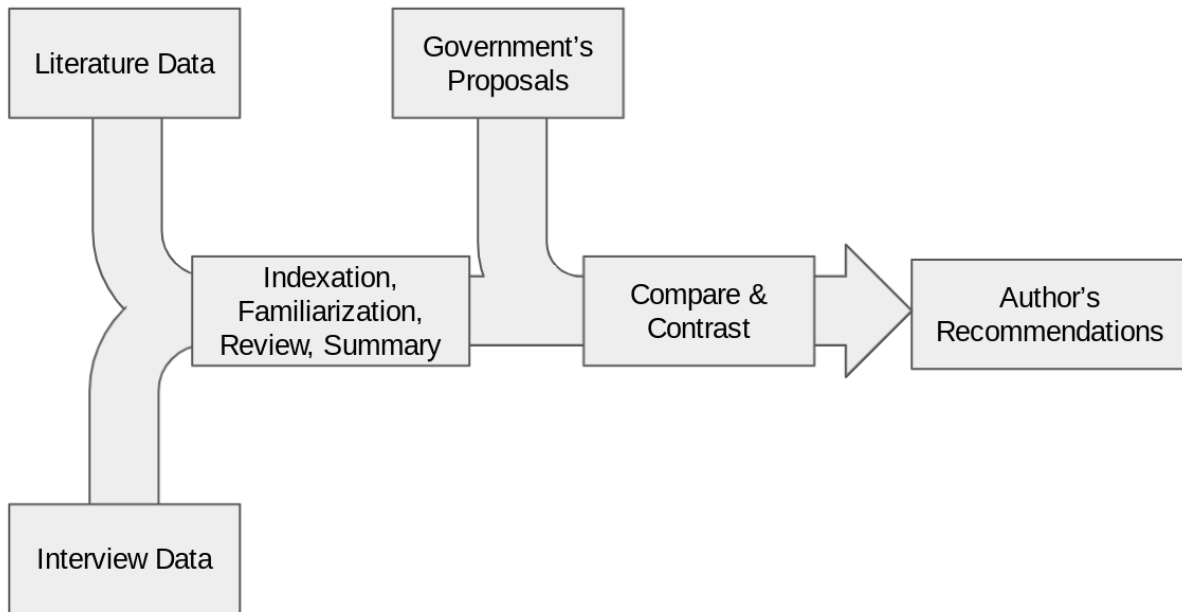 Literature Data
Government’s
Proposals
Indexation,
Familiarization,
Review, Summary
Compare &
Contrast
Author’s
Recommendations
Interview Data